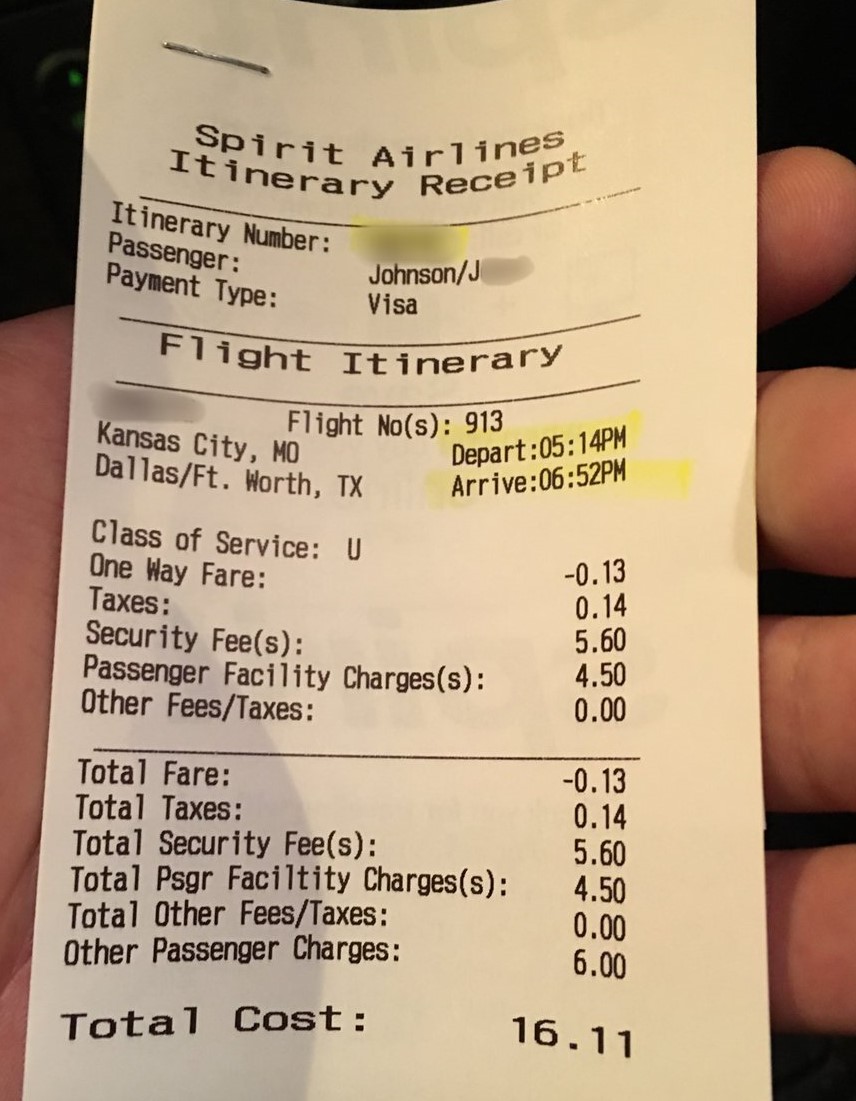 Spirit Airlines
Itinerary Receipt
Itinerary Number:
Passenger: Johnson/J
Payment Type: Visa
Flight Itinerary
Flight No(s): 913
Kansas City, MO Depart:05:14PM
Dallas/Ft. Worth, TX Arrive:06:52PM
Class of Service: U
One Way Fare: -0.13
Taxes: 0.14
Security Fee(s): 5.60
Passenger Facility Charges(s): 4.50
Other Fees/Taxes: 0.00
Total Fare: -0.13
Total Taxes: 0.14
Total Security Fee(s): 5.60
Total Psgr Faciltity Charges(s): 4.50
Total Other Fees/Taxes: 0.00
Other Passenger Charges: 6.00
Total Cost: 16.11